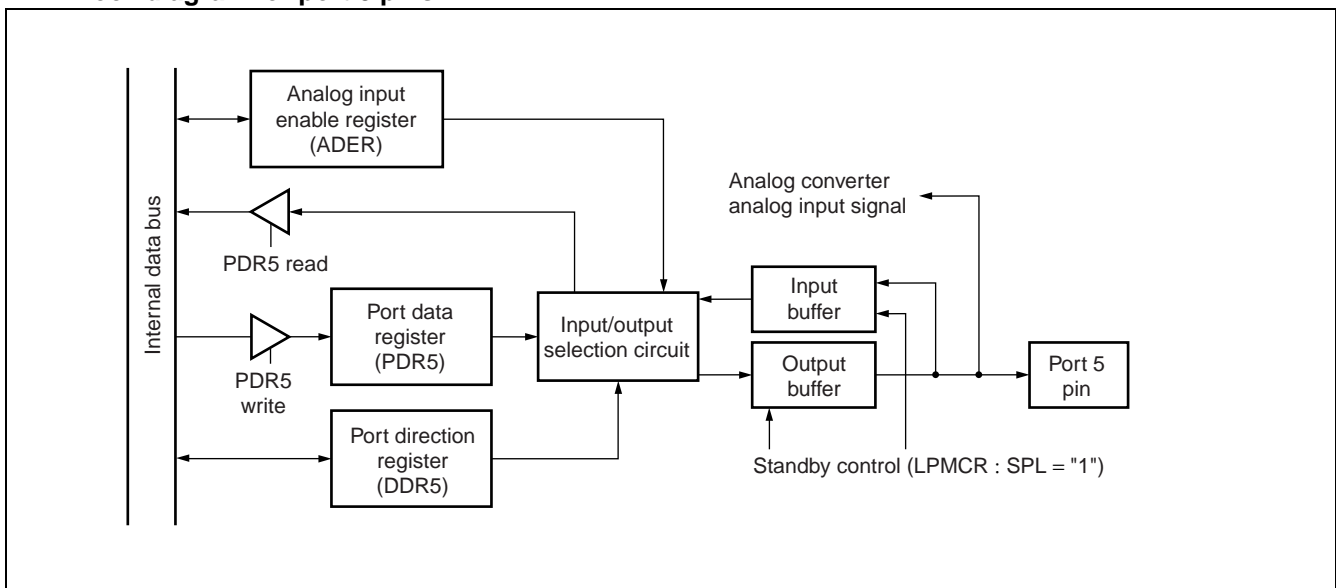 Analog input
enable register
(ADER)
Analog converter
analog input signal
Internal data bus
PDR5 read
Input
buffer
Port data
register
(PDR5)
Input/output
selection circuit
PDR5
write
Output
buffer
Port 5
pin
Port direction
register
(DDR5)
Standby control (LPMCR : SPL = "1")